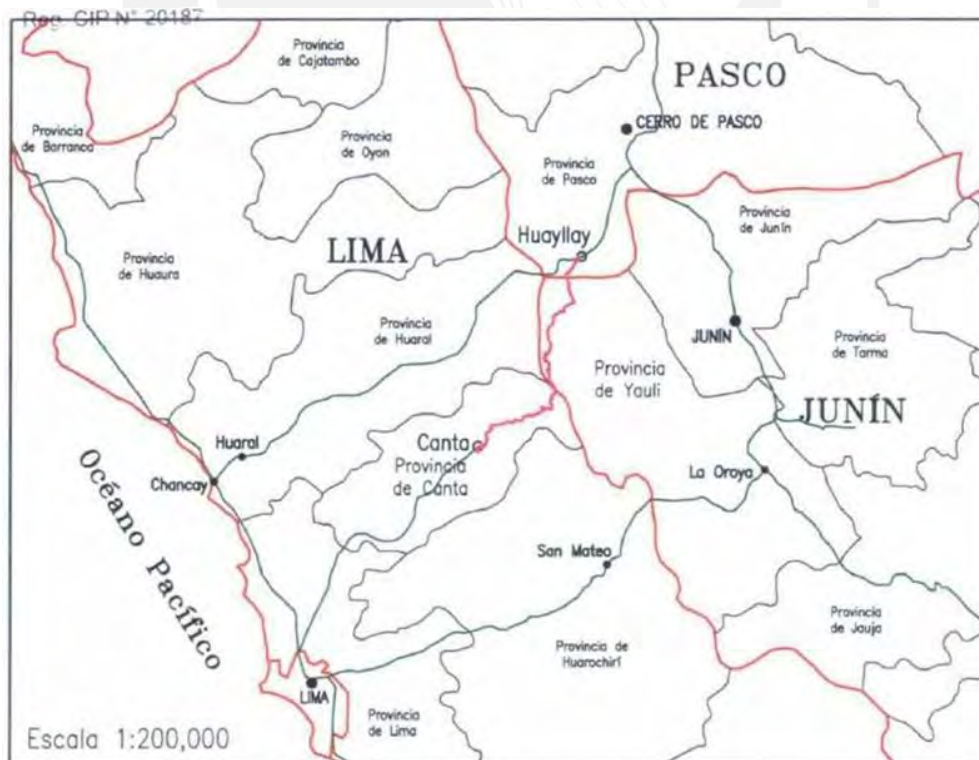 Reg. CIP N° 20187
Provincia
de Cajatambo
PASCO
CERRO DE PASCO
Provincia
de Barranca
Provincia
de Oyon
Provincia
de Pasco
Provincia
de Junín
Huayllay
LIMA
Provincia
de Huaura
Provincia
de Huaral
JUNÍN
Provincia
de Tarma
Provincia
de Yauli
JUNÍN
Huaral
Canta
Provincia
de Canta
La Oroya
Chancay
Océano Pacífico
San Mateo
Provincia
de Jauja
Provincia de
Huarochirí
LIMA
Provincia
de Lima
Escala 1:200,000